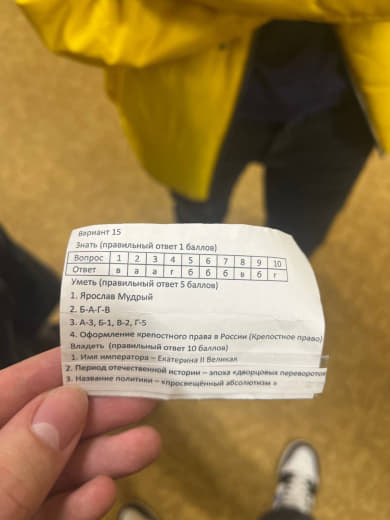 Вариант 15
Знать (правильный ответ 1 баллов)
Вопрос 1 2 3 4 5 6 7 8 9 10
Ответ в а а г б б б в б г
Уметь (правильный ответ 5 баллов)
1. Ярослав Мудрый
2. Б-А-Г-В
3. А-3, Б-1, В-2, Г-5
4. Оформление крепостного права в России (Крепостное право)
Владеть (правильный ответ 10 баллов)
1. Имя императора – Екатерина II Великая
2. Период отечественной истории – эпоха «дворцовых переворотов
3. Название политики – «просвещённый абсолютизм »